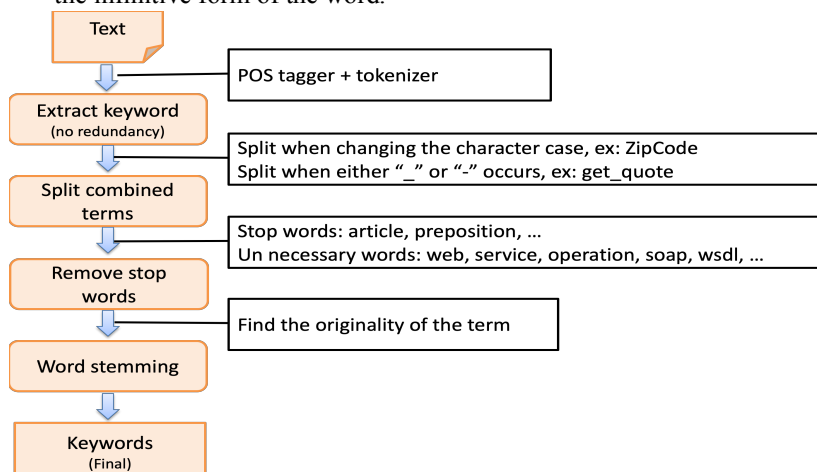 the infinitive form of the word.
Text
POS tagger + tokenizer
Extract keyword
(no redundancy)
Split when changing the character case, ex: ZipCode
Split when either “_” or “-” occurs, ex: get_quote
Split combined
terms
Stop words: article, preposition, ...
Un necessary words: web, service, operation, soap, wsdl, ...
Remove stop
words
Find the originality of the term
Word stemming
Keywords
(Final)